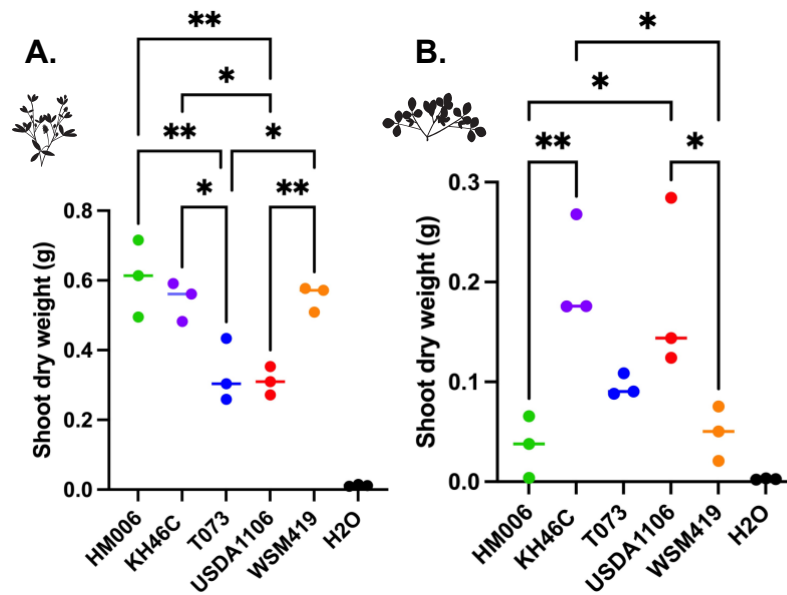 A.
**
*
**
*
*
**
Shoot dry weight (g)
0.8
0.6
0.4
0.2
0.0
HM006
KH46C
T073
USDA1106
WSM419
H2O
B.
*
*
**
*
Shoot dry weight (g)
0.3
0.2
0.1
0.0
HM006
KH46C
T073
USDA1106
WSM419
H2O